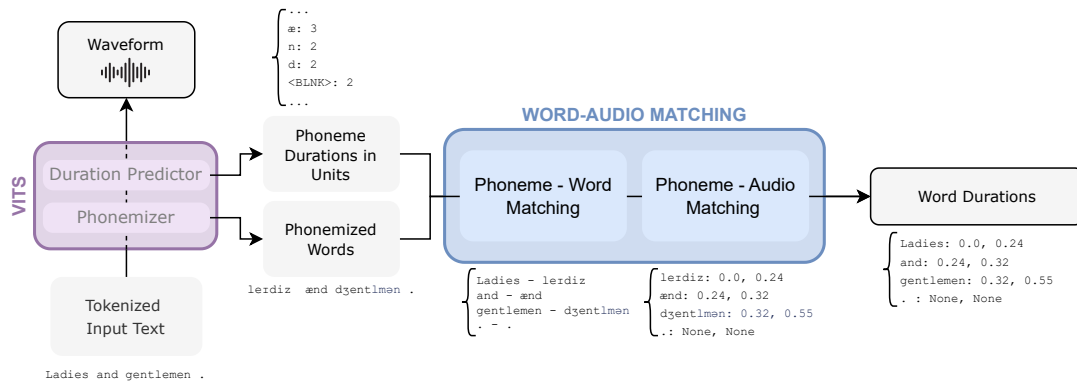 ...
æ: 3
n: 2
d: 2
<BLNK>: 2
...
Waveform
VITS
Duration Predictor
Phonemizer
Tokenized
Input Text
Ladies and gentlemen .
Phoneme
Durations in
Units
Phonemized
Words
leɪdiz ænd dʒentlmən .
WORD-AUDIO MATCHING
Phoneme - Word
Matching
Phoneme - Audio
Matching
Ladies - leɪdiz
and - ænd
gentlemen - dʒentlmən
. - .
leɪdiz: 0.0, 0.24
ænd: 0.24, 0.32
dʒentlmən: 0.32, 0.55
.: None, None
Word Durations
Ladies: 0.0, 0.24
and: 0.24, 0.32
gentlemen: 0.32, 0.55
. : None, None